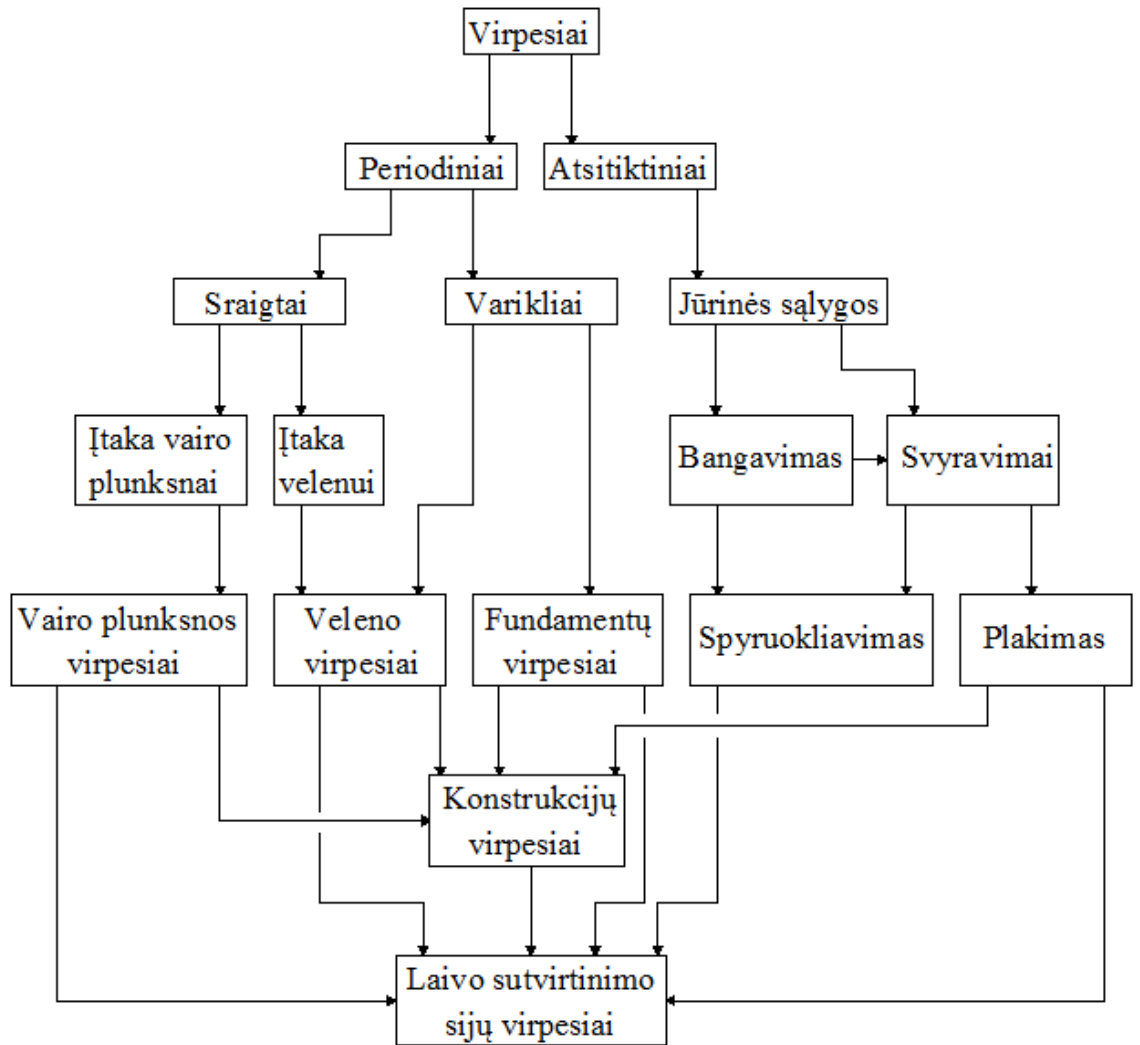 Virpesiai
Periodiniai
Atsitiktiniai
Sraigtai
Varikliai
Jūrinės sąlygos
Įtaka vairo
plunksnai
Įtaka
velenui
Bangavimas
Svyravimai
Vairo plunksnos
virpesiai
Veleno
virpesiai
Fundamentų
virpesiai
Spyruokliavimas
Plakimas
Konstrukcijų
virpesiai
Laivo sutvirtinimo
sijų virpesiai